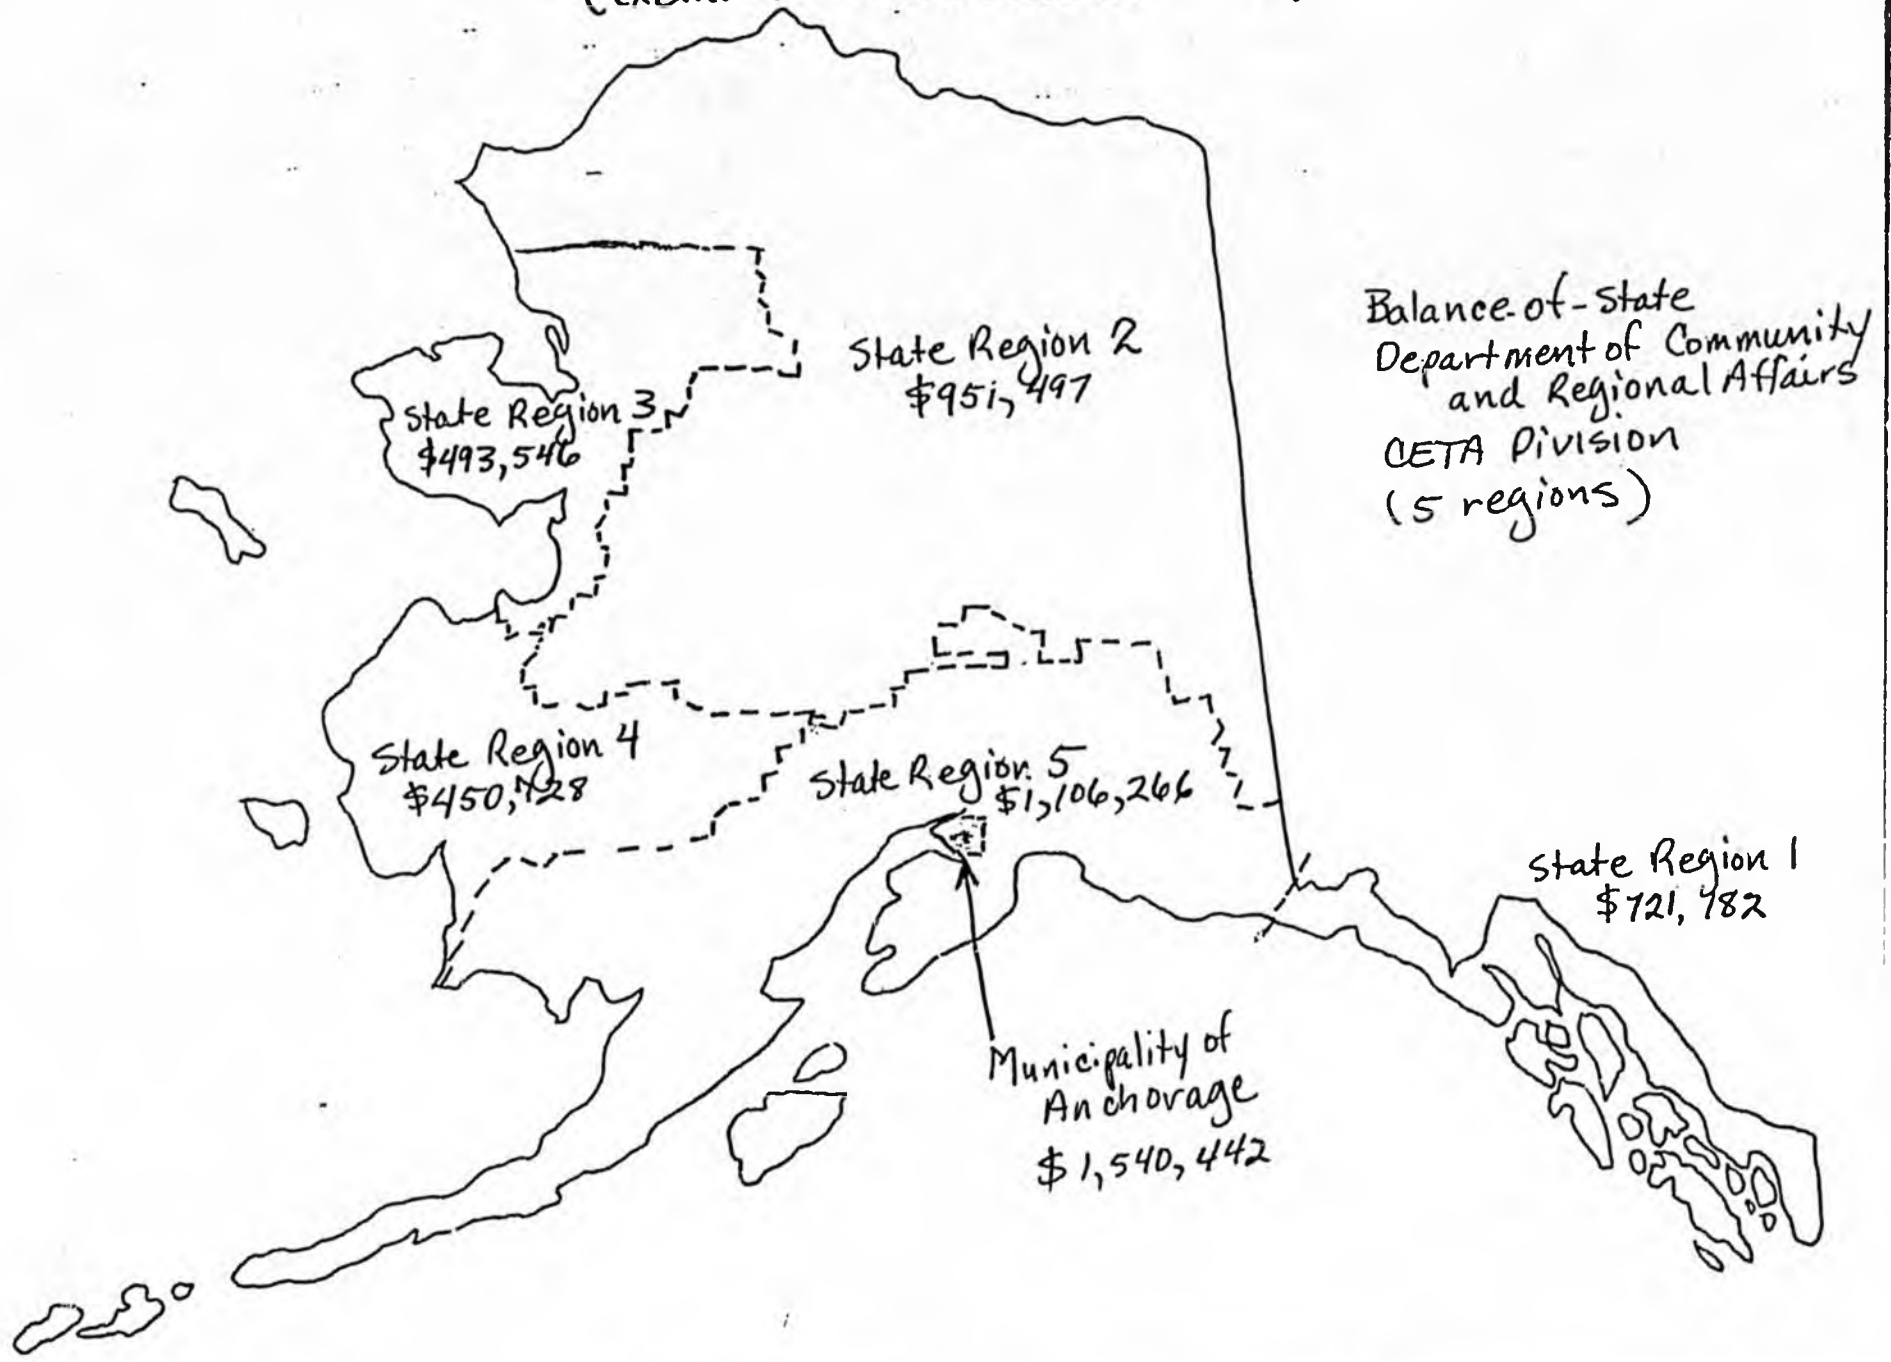 State Region 2
$951,497
Balance-of-State
Department of Community
and Regional Affairs
CETA Division
(5 regions)
State Region 3
$493,546
State Region 4
$450,728
State Region 5
$1,106,266
State Region 1
$721,782
Municipality of
Anchorage
$1,540,442